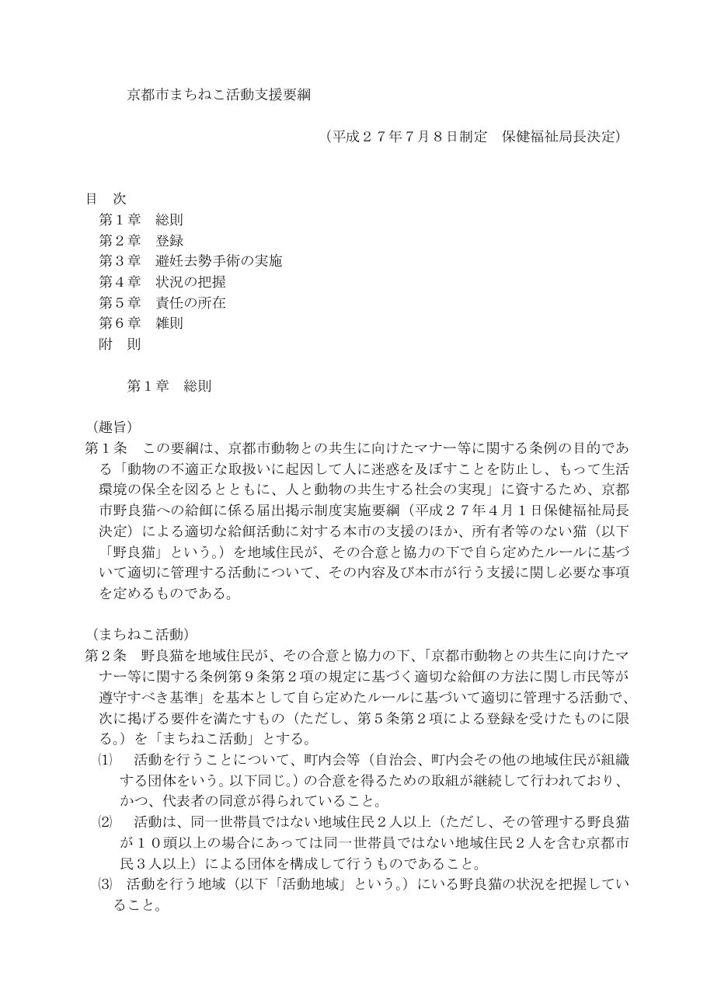 京都市まちねこ活動支援要綱
（平成２７年７月８日制定　保健福祉局長決定）
目　次
第１章　総則
第２章　登録
第３章　避妊去勢手術の実施
第４章　状況の把握
第５章　責任の所在
第６章　雑則
附　則
第１章　総則
（趣旨）
第１条　この要綱は、京都市動物との共生に向けたマナー等に関する条例の目的であ
る「動物の不適正な取扱いに起因して人に迷惑を及ぼすことを防止し、もって生活
環境の保全を図るとともに、人と動物の共生する社会の実現」に資するため、京都
市野良猫への給餌に係る届出掲示制度実施要綱（平成２７年４月１日保健福祉局長
決定）による適切な給餌活動に対する本市の支援のほか、所有者等のない猫（以下
「野良猫」という。）を地域住民が、その合意と協力の下で自ら定めたルールに基づ
いて適切に管理する活動について、その内容及び本市が行う支援に関し必要な事項
を定めるものである。
（まちねこ活動）
第２条　野良猫を地域住民が、その合意と協力の下、「京都市動物との共生に向けたマ
ナー等に関する条例第９条第２項の規定に基づく適切な給餌の方法に関し市民等が
遵守すべき基準」を基本として自ら定めたルールに基づいて適切に管理する活動で、
次に掲げる要件を満たすもの（ただし、第５条第２項による登録を受けたものに限
る。）を「まちねこ活動」とする。
⑴　活動を行うことについて、町内会等（自治会、町内会その他の地域住民が組織
する団体をいう。以下同じ。）の合意を得るための取組が継続して行われており、
かつ、代表者の同意が得られていること。
⑵　活動は、同一世帯員ではない地域住民２人以上（ただし、その管理する野良猫
が１０頭以上の場合にあっては同一世帯員ではない地域住民２人を含む京都市
民３人以上）による団体を構成して行うものであること。
⑶　活動を行う地域（以下「活動地域」という。）にいる野良猫の状況を把握してい
ること。